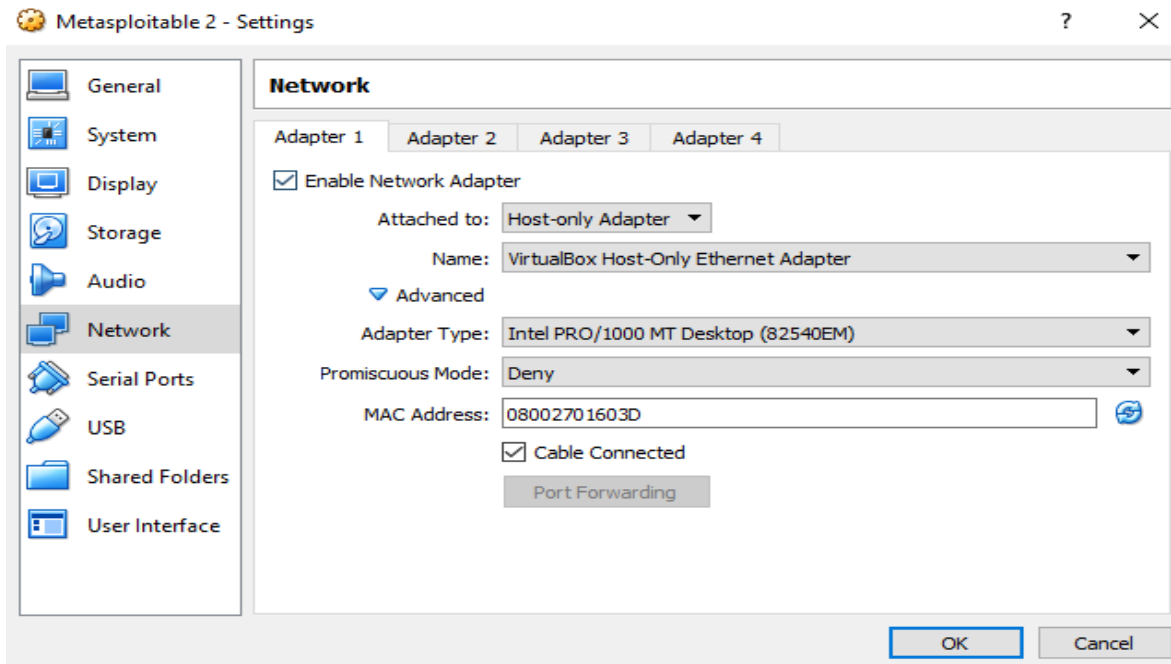 Metasploitable 2 - Settings
?
General
System
Display
Storage
Audio
Network
Serial Ports
USB
Shared Folders
User Interface
Network
Adapter 1 Adapter 2 Adapter 3 Adapter 4
Enable Network Adapter
Attached to: Host-only Adapter
Name: VirtualBox Host-Only Ethernet Adapter
Advanced
Adapter Type: Intel PRO/1000 MT Desktop (82540EM)
Promiscuous Mode: Deny
MAC Address: 08002701603D
Cable Connected
Port Forwarding
OK Cancel